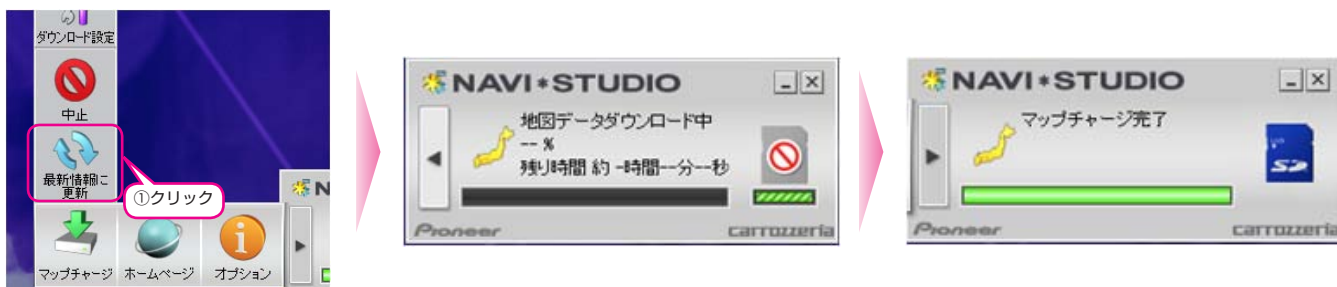 ダウンロード設定
中止
最新情報に
更新
①クリック
マップチャージ
ホームページ
オプション
NAVI*STUDIO
地図データダウンロード中
-- %
残り時間 約 -時間--分--秒
Pioneer
carrozzeria
NAVI*STUDIO
マップチャージ完了
SD
Pioneer
carrozzeria